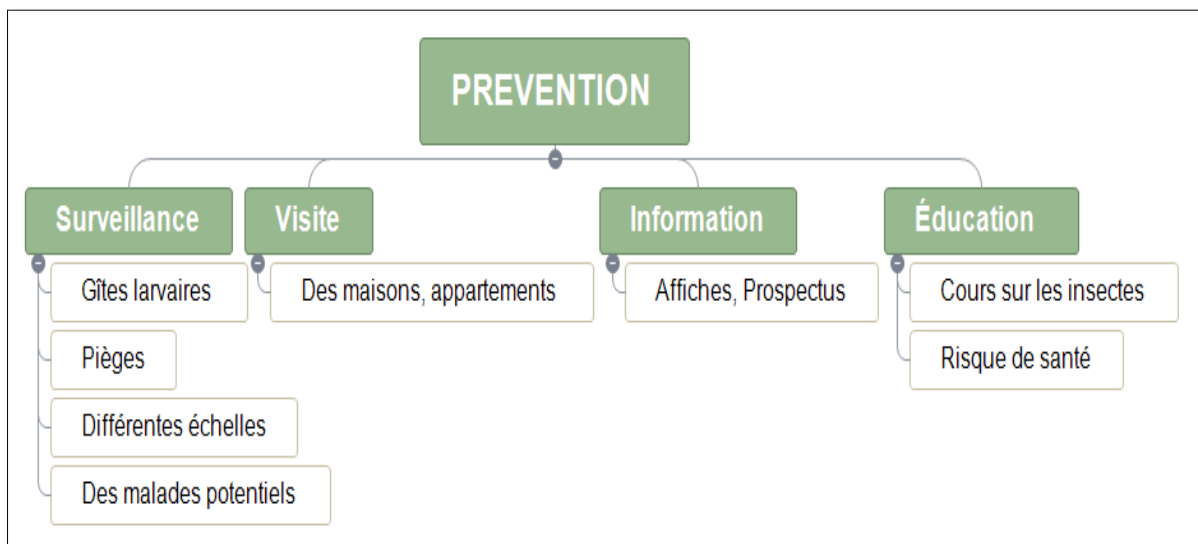 PREVENTION
Surveillance
Gîtes larvaires
Pièges
Différentes échelles
Des malades potentiels
Visite
Des maisons, appartements
Information
Affiches, Prospectus
Éducation
Cours sur les insectes
Risque de santé